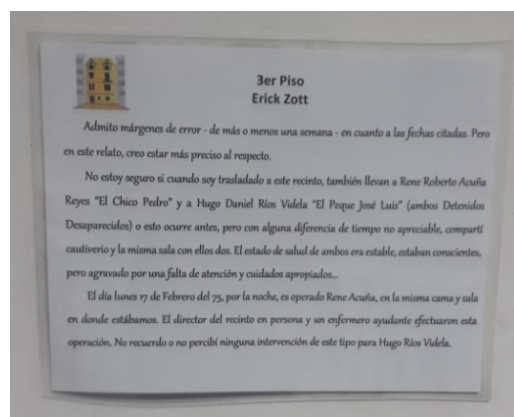 3er Piso
Erick Zott
Admito márgenes de error - de más o menos una semana - en cuanto a las fechas citadas. Pero
en este relato, creo estar más preciso al respecto.
No estoy seguro si cuando soy trasladado a este recinto, también llevan a Rene Roberto Acuña
Reyes "El Chico Pedro" y a Hugo Daniel Ríos Videla "El Peque José Luis" (ambos Detenidos
Desaparecidos) o esto ocurre antes, pero con alguna diferencia de tiempo no apreciable, compartí
cautiverio y la misma sala con ellos dos. El estado de salud de ambos era estable, estaban conscientes,
pero agravado por una falta de atención y cuidados apropiados...
El día lunes 17 de Febrero del 75, por la noche, es operado Rene Acuña, en la misma cama y sala
en donde estábamos. El director del recinto en persona y un enfermero ayudante efectuaron esta
operación. No recuerdo o no percibí ninguna intervención de este tipo para Hugo Ríos Videla.